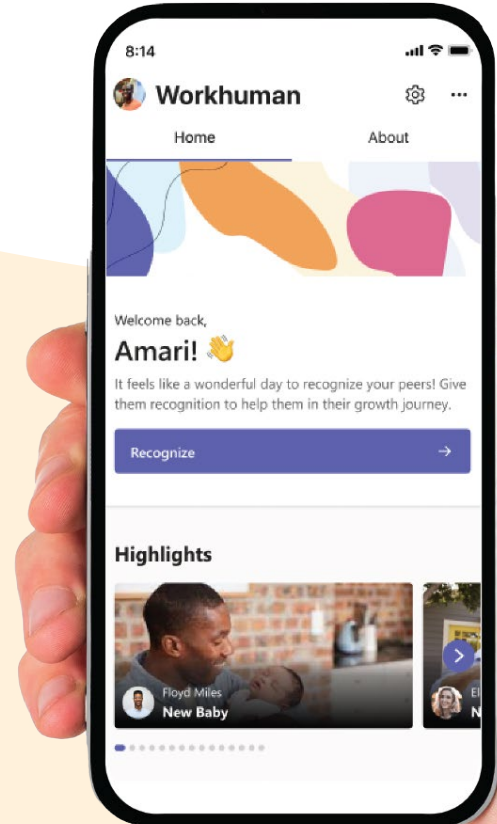 8:14
Workhuman
Home
About
Welcome back,
Amari! 👋
It feels like a wonderful day to recognize your peers! Give
them recognition to help them in their growth journey.
Recognize
Highlights
Floyd Miles
New Baby
El
N